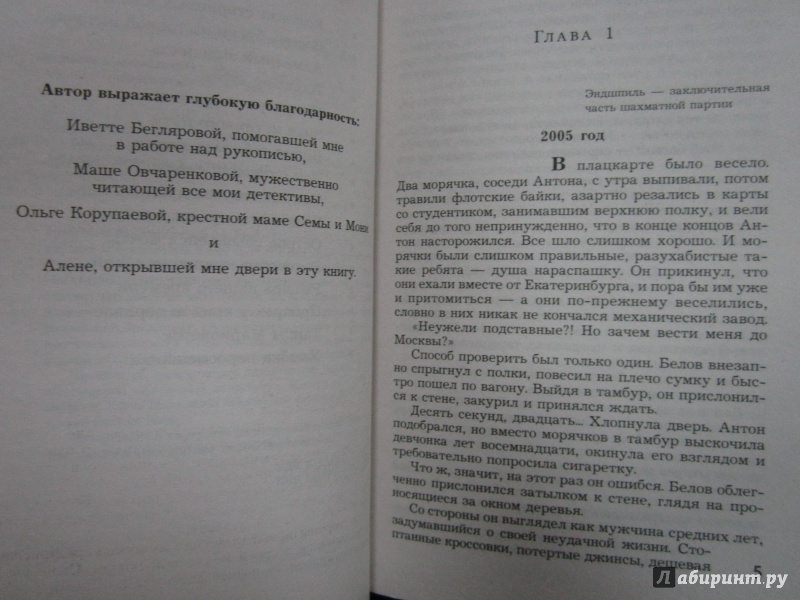 Автор выражает глубокую благодарность:
Иветте Бегляровой, помогавшей мне
в работе над рукописью,
Маше Овчаренковой, мужественно
читающей все мои детективы,
Ольге Корупаевой, крестной маме Семы и Мони
и
Алене, открывшей мне двери в эту книгу.
Глава 1
Эндшпиль — заключительная
часть шахматной партии
2005 год
В плацкарте было весело.
Два морячка, соседи Антона, с утра выпивали, потом
травили флотские байки, азартно резались в карты
со студентиком, занимавшим верхнюю полку, и вели
себя до того непринужденно, что в конце концов Ан-
тон насторожился. Все шло слишком хорошо. И мо-
рячки были слишком правильные, разухабистые та-
кие ребята — душа нараспашку. Он прикинул, что
они ехали вместе от Екатеринбурга, и пора бы им уже
и притомиться — а они по-прежнему веселились,
словно в них никак не кончался механический завод.
«Неужели подставные?! Но зачем вести меня до
Москвы?»
Способ проверить был только один. Белов внезап-
но спрыгнул с полки, повесил на плечо сумку и быс-
тро пошел по вагону. Выйдя в тамбур, он прислонил-
ся к стене, закурил и принялся ждать.
Десять секунд, двадцать... Хлопнула дверь. Антон
подобрался, но вместо морячков в тамбур выскочила
девчонка лет восемнадцати, окинула его взглядом и
требовательно попросила сигаретку.
Что ж, значит, на этот раз он ошибся. Белов облег-
ченно прислонился затылком к стене, глядя на про-
носящиеся за окном деревья.
Со стороны он выглядел как мужчина средних лет,
задумавшийся о своей неудачной жизни. Сто-
птанные кроссовки, потертые джинсы, дешевая
5
Лабиринт.ру